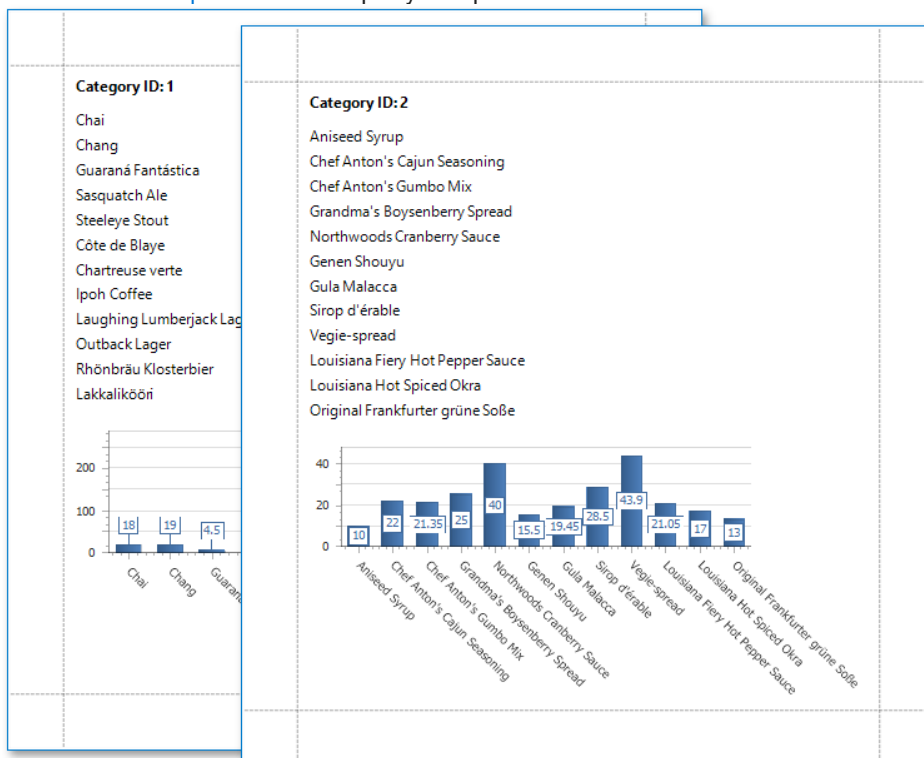 Category ID: 1
Chai
Chang
Guaraná Fantástica
Sasquatch Ale
Steeleye Stout
Côte de Blaye
Chartreuse verte
Ipoh Coffee
Laughing Lumberjack Lag
Outback Lager
Rhönbräu Klosterbier
Lakkalikööri
200
100
0
18
19
4.5
Chai
Chang
Guaraná
Category ID: 2
Aniseed Syrup
Chef Anton's Cajun Seasoning
Chef Anton's Gumbo Mix
Grandma's Boysenberry Spread
Northwoods Cranberry Sauce
Genen Shouyu
Gula Malacca
Sirop d'érable
Vegie-spread
Louisiana Fiery Hot Pepper Sauce
Louisiana Hot Spiced Okra
Original Frankfurter grüne Soße
40
20
0
10
22
21.35
25
40
15.5
19.45
28.5
43.9
21.05
17
13
Aniseed Syrup
Chef Anton's Cajun Seasoning
Chef Anton's Gumbo Mix
Grandma's Boysenberry Spread
Northwoods Cranberry Sauce
Genen Shouyu
Gula Malacca
Sirop d'érable
Vegie-spread
Louisiana Fiery Hot Pepper Sauce
Louisiana Hot Spiced Okra
Original Frankfurter grüne Soße